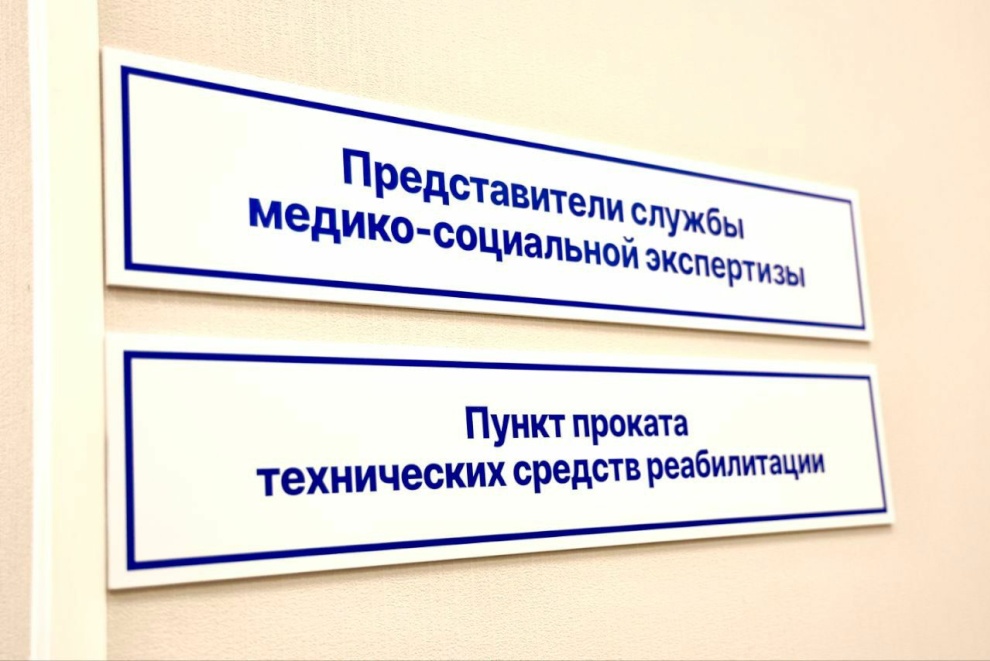 Представители службы
медико-социальной экспертизы
Пункт проката
технических средств реабилитации